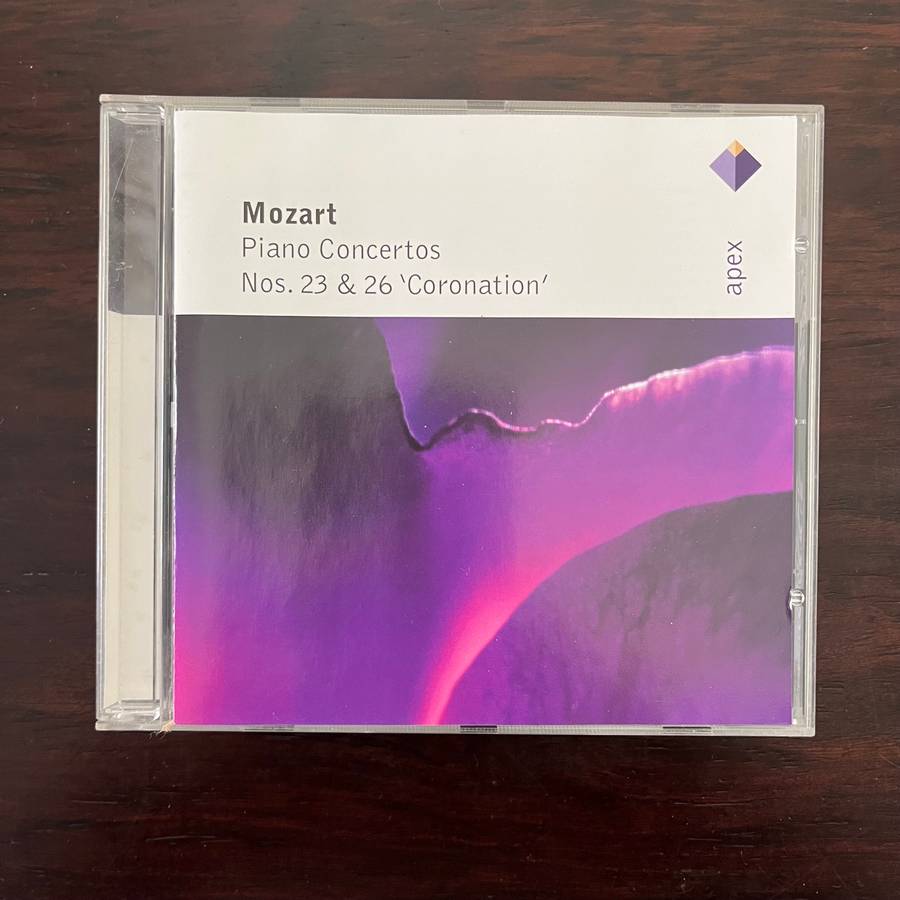 Mozart
Piano Concertos
Nos. 23 & 26 ‘Coronation’
apex